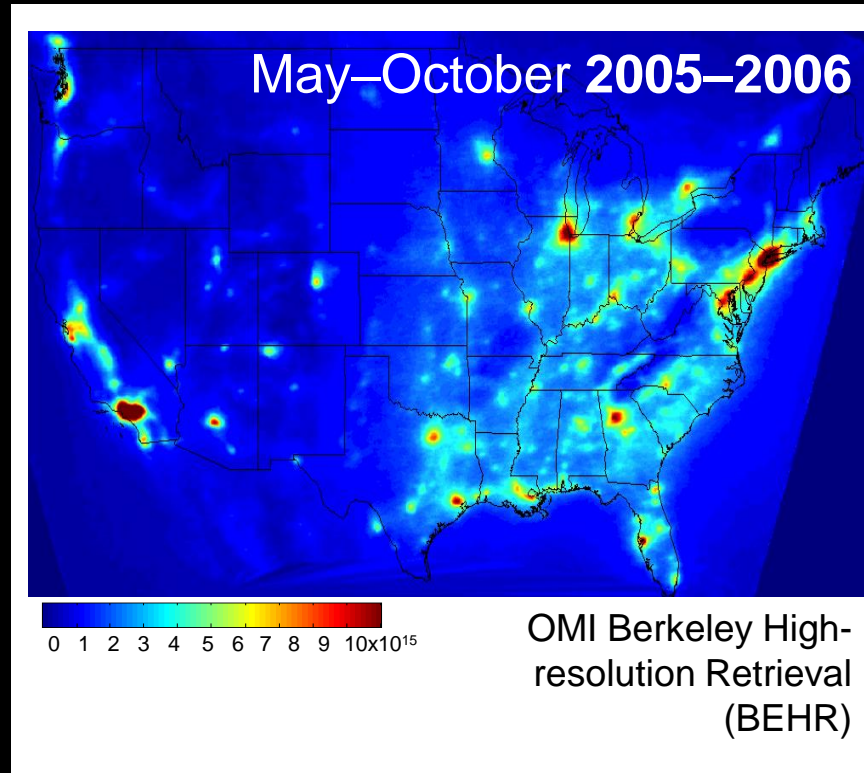 May–October 2005–2006
0 1 2 3 4 5 6 7 8 9 10x10¹⁵
OMI Berkeley High-
resolution Retrieval
(BEHR)